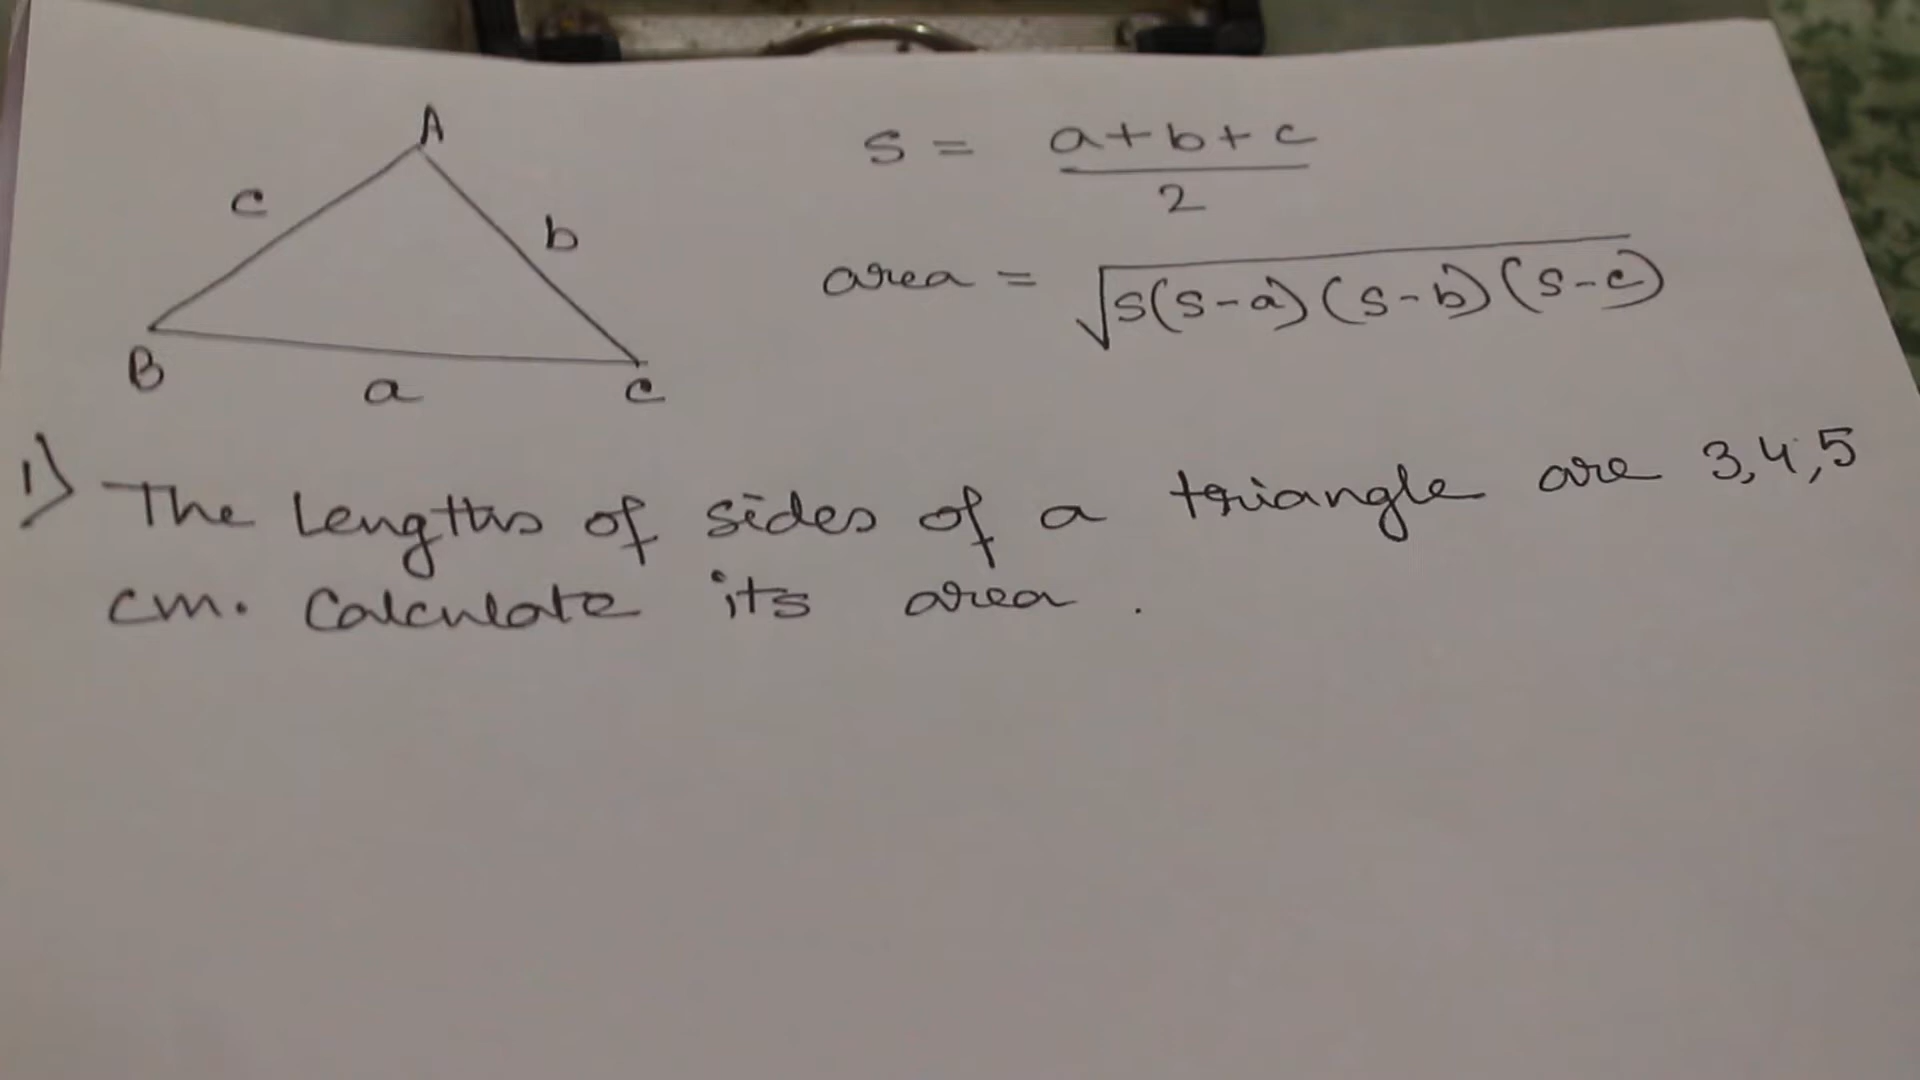 A
c
b
B
a
C
s = a+b+c
2
area = √s(s-a)(s-b)(s-c)
1) The Lengths of sides of a triangle are 3,4,5
cm. Calculate its area.